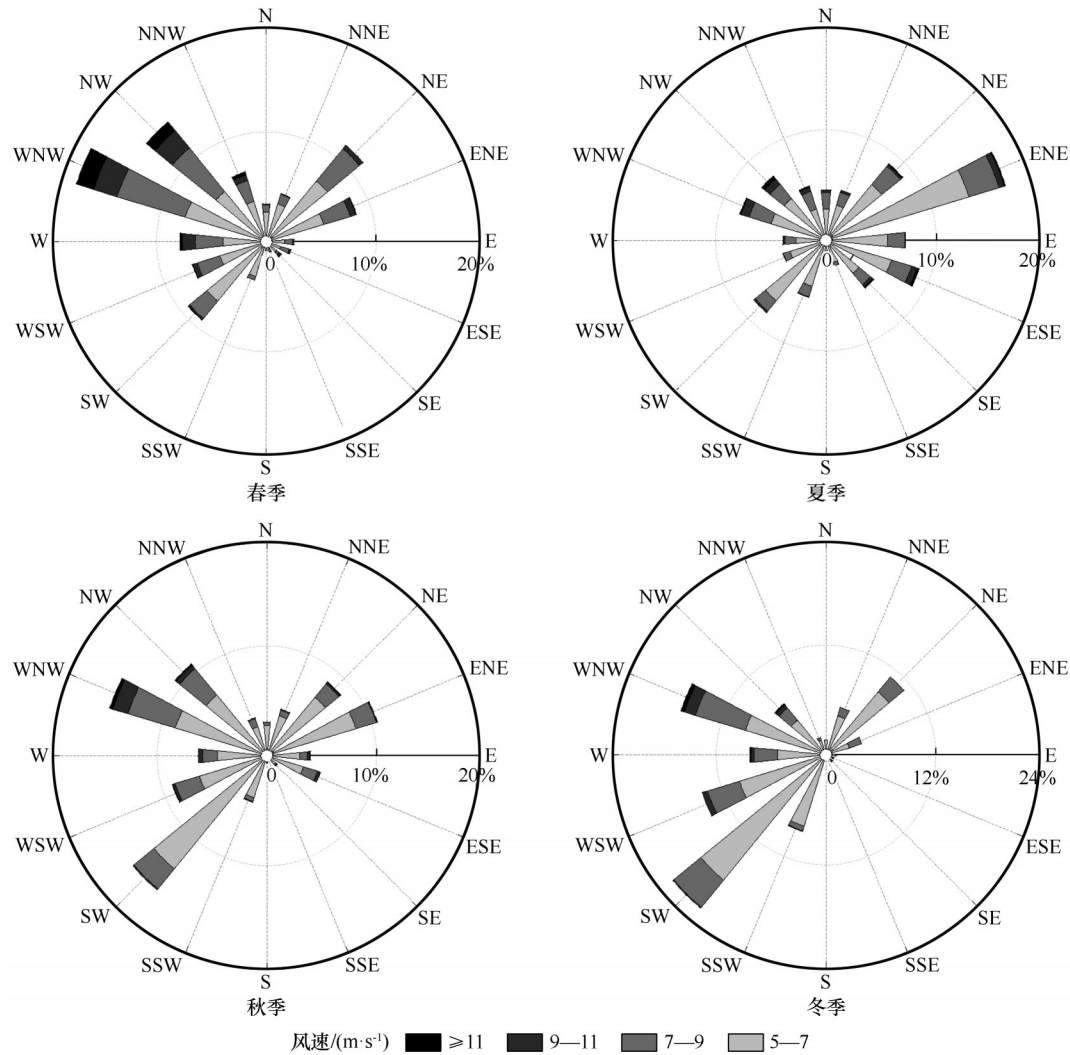 N
NNW
NNE
NW
NE
WNW
ENE
W
0
10%
E
20%
WSW
ESE
SW
SE
SSW
SSE
S
春季
N
NNW
NNE
NW
NE
WNW
ENE
W
0
10%
E
20%
WSW
ESE
SW
SE
SSW
SSE
S
夏季
N
NNW
NNE
NW
NE
WNW
ENE
W
0
10%
E
20%
WSW
ESE
SW
SE
SSW
SSE
S
秋季
N
NNW
NNE
NW
NE
WNW
ENE
W
0
12%
E
24%
WSW
ESE
SW
SE
SSW
SSE
S
冬季
风速/(m·s⁻¹) ≥11 9—11 7—9 5—7